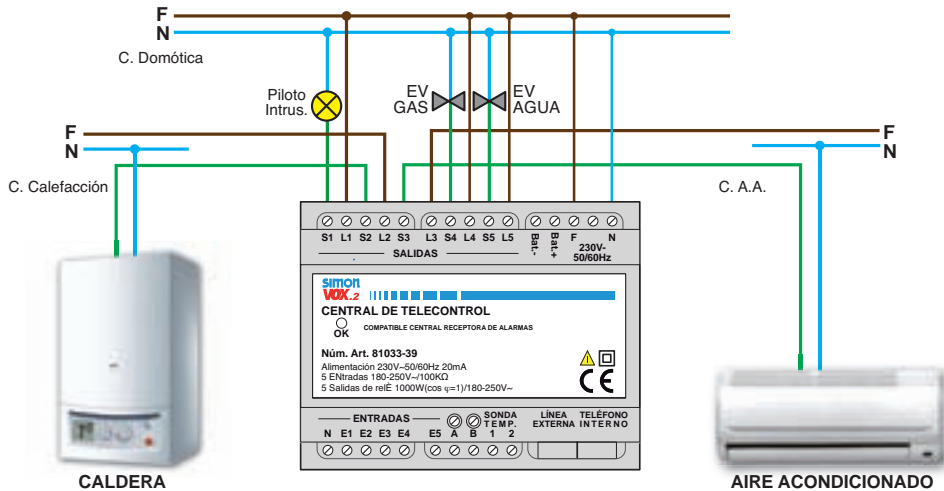 F
N
C. Domótica
Piloto
Intrus.
EV
GAS
EV
AGUA
F
N
F
N
C. Calefacción
C. A.A.
S1 L1 S2 L2 S3 L3 S4 L4 S5 L5 Bat.- Bat.+ F N
SALIDAS
230V-
50/60Hz
simon
VOX.2
CENTRAL DE TELECONTROL
OK
COMPATIBLE CENTRAL RECEPTORA DE ALARMAS
Núm. Art. 81033-39
Alimentación 230V~50/60Hz 20mA
5 ENtradas 180-250V~/100KΩ
5 Salidas de relÈ 1000W(cos φ=1)/180-250V~
CE
ENTRADAS
SONDA
TEMP.
LÍNEA
EXTERNA
TELÉFONO
INTERNO
N E1 E2 E3 E4 E5 A B 1 2
CALDERA
AIRE ACONDICIONADO